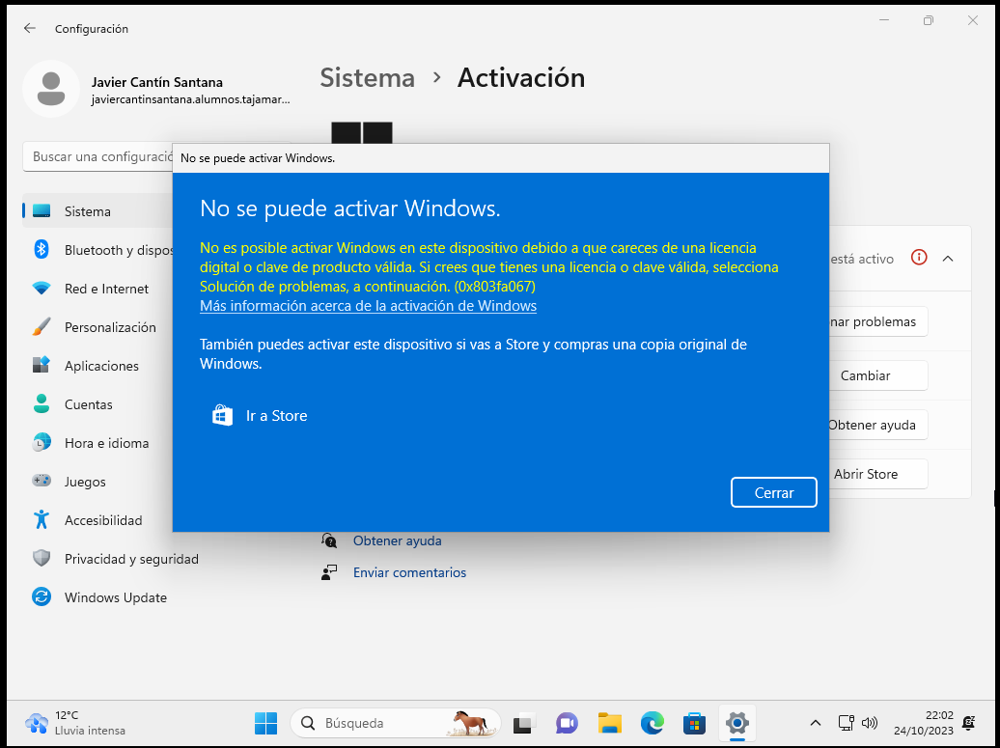 Configuración
Javier Cantín Santana
javiercantinsantana.alumnos.tajamar...
Sistema > Activación
Buscar una configuració
No se puede activar Windows.
No se puede activar Windows.
No es posible activar Windows en este dispositivo debido a que careces de una licencia
digital o clave de producto válida. Si crees que tienes una licencia o clave válida, selecciona
Solución de problemas, a continuación. (0x803fa067)
Más información acerca de la activación de Windows
También puedes activar este dispositivo si vas a Store y compras una copia original de
Windows.
Ir a Store
Cerrar
Sistema
Bluetooth y dispos
Red e Internet
Personalización
Aplicaciones
Cuentas
Hora e idioma
Juegos
Accesibilidad
Privacidad y seguridad
Windows Update
está activo
nar problemas
Cambiar
Obtener ayuda
Abrir Store
Obtener ayuda
Enviar comentarios
12°C
Lluvia intensa
Búsqueda
22:02
24/10/2023